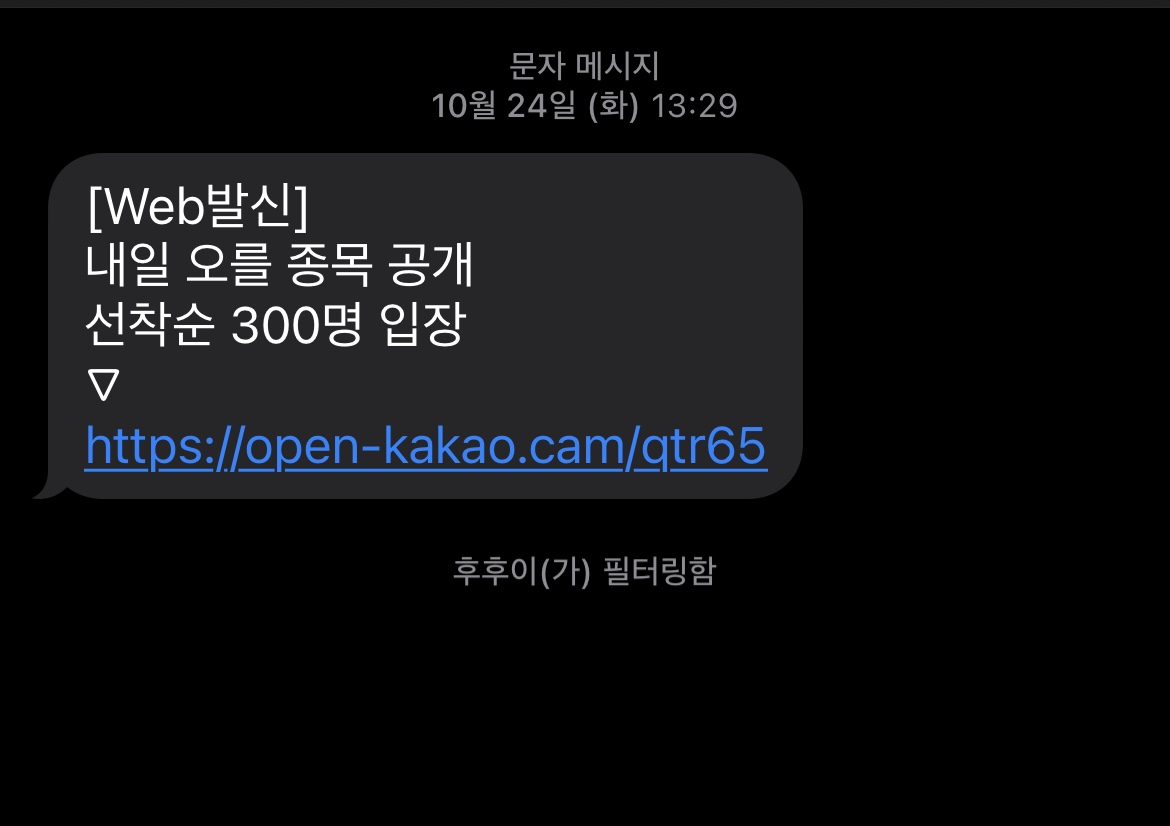 문자 메시지
10월 24일 (화) 13:29
[Web발신]
내일 오를 종목 공개
선착순 300명 입장
▽
https://open-kakao.cam/qtr65
후후이(가) 필터링함